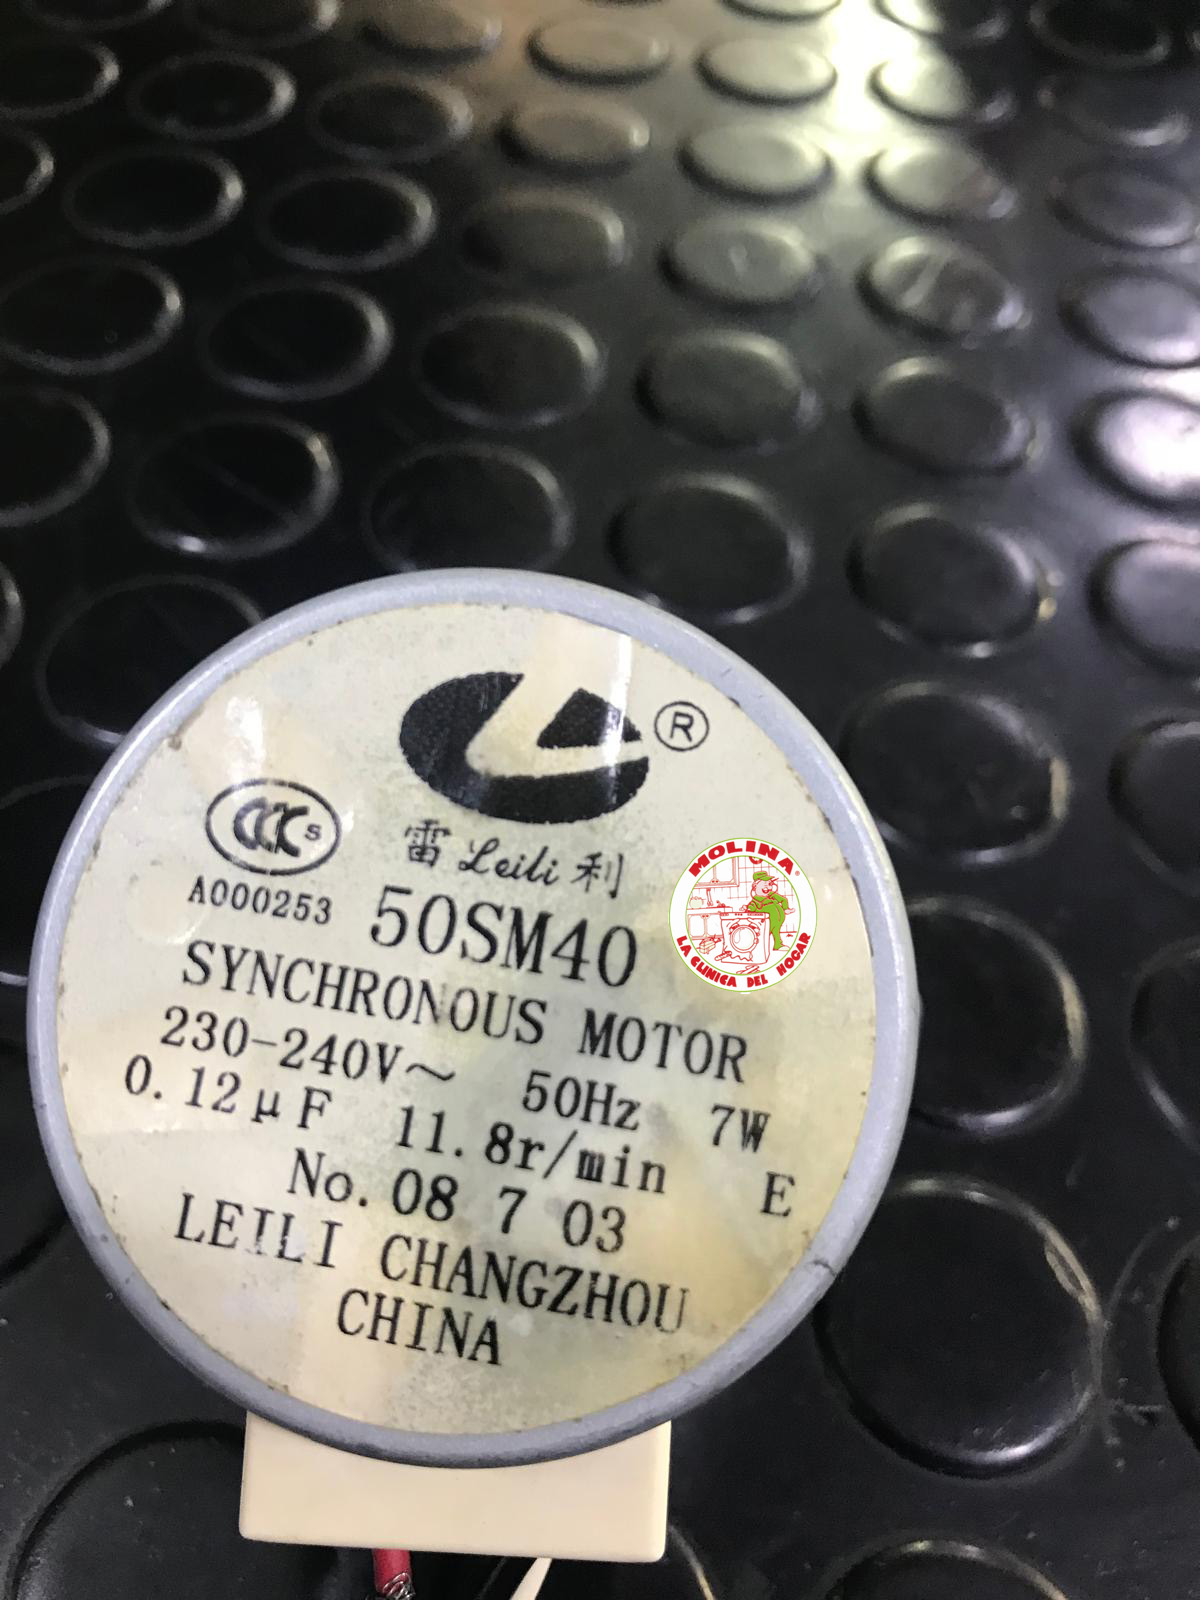 ®
CCC S
雷 Leili 利
A000253
50SM40
SYNCHRONOUS MOTOR
230-240V～ 50Hz 7W
0.12μF 11.8r/min E
No. 08 7 03
LEILI CHANGZHOU
CHINA
MOLINA®
LA CLINICA DEL HOGAR